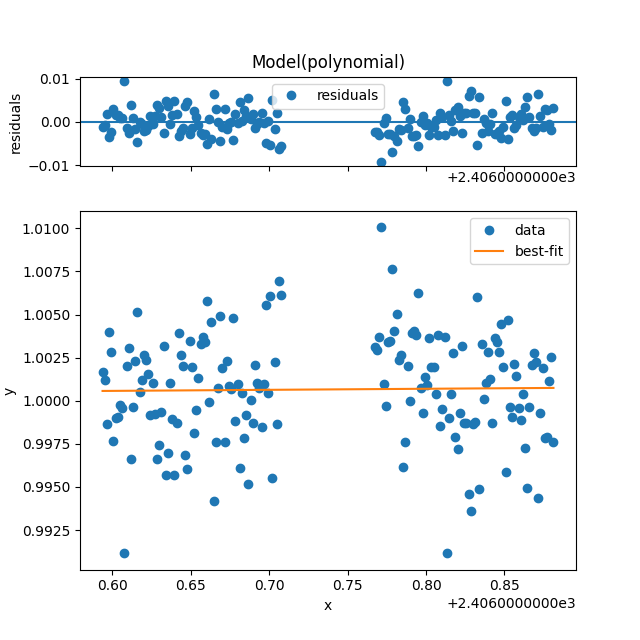 Model(polynomial)
0.01
0.00
−0.01
residuals
residuals
+2.4060000000e3
1.0100
1.0075
1.0050
1.0025
1.0000
0.9975
0.9950
0.9925
y
data
best-fit
0.60 0.65 0.70 0.75 0.80 0.85
x
+2.4060000000e3